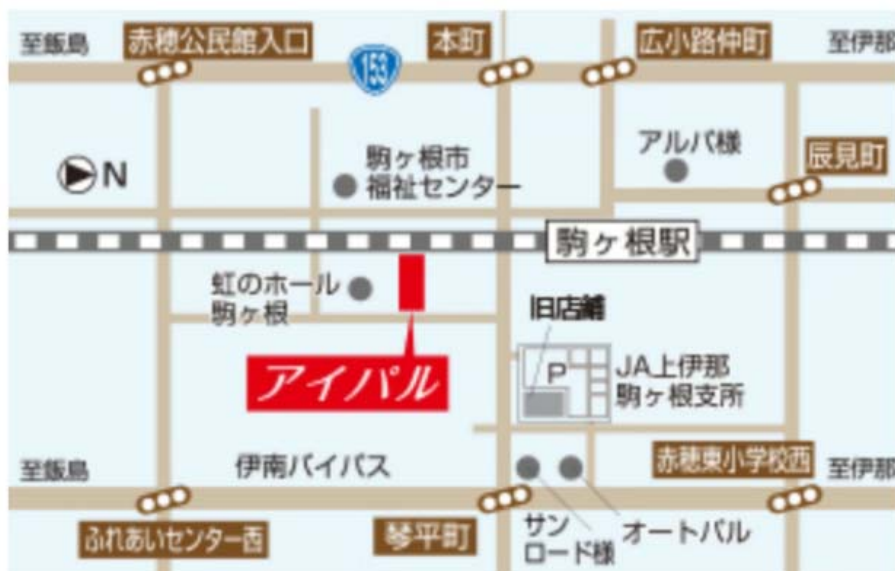 至飯島
赤穂公民館入口
153
本町
広小路仲町
至伊那
N
駒ヶ根市
福祉センター
アルパ様
辰見町
駒ヶ根駅
虹のホール
駒ヶ根
アイパル
旧店舗
P
JA上伊那
駒ヶ根支所
至飯島
伊南バイパス
赤穂東小学校西
至伊那
ふれあいセンター西
琴平町
サン
ロード様
オートパル